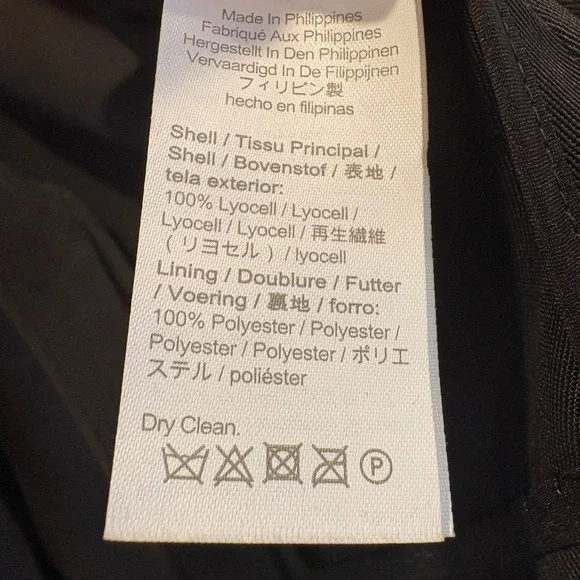 Made In Philippines
Fabriqué Aux Philippines
Hergestellt In Den Philippinen
Vervaardigd In De Filippijnen
フィリピン製
hecho en filipinas
Shell / Tissu Principal /
Shell / Bovenstof / 表地 /
tela exterior:
100% Lyocell / Lyocell /
Lyocell / Lyocell / 再生繊維
( リヨセル ) / lyocell
Lining / Doublure / Futter
/ Voering / 裏地 / forro:
100% Polyester / Polyester /
Polyester / Polyester / ポリエ
ステル / poliéster
Dry Clean.
P